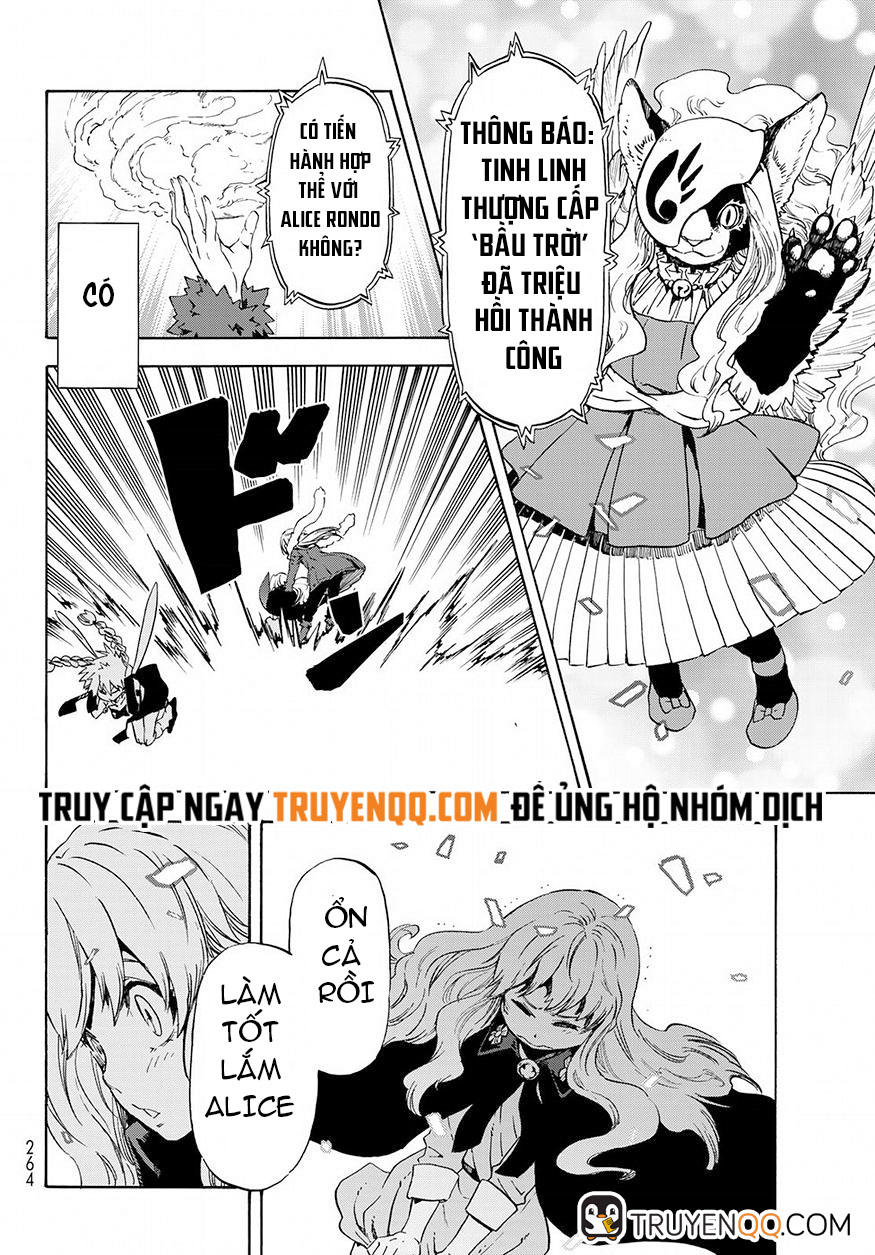 THÔNG BÁO:
TINH LINH
THƯỢNG CẤP
'BẦU TRỜI'
ĐÃ TRIỆU
HỒI THÀNH
CÔNG
CÓ TIẾN
HÀNH HỢP
THỂ VỚI
ALICE RONDO
KHÔNG?
CÓ
ドン
TRUY CẬP NGAY TRUYENQQ.COM ĐỂ ỦNG HỘ NHÓM DỊCH
ỔN
CẢ
RỒI
LÀM
TỐT
LẮM
ALICE
264
TRUYENQQ.COM